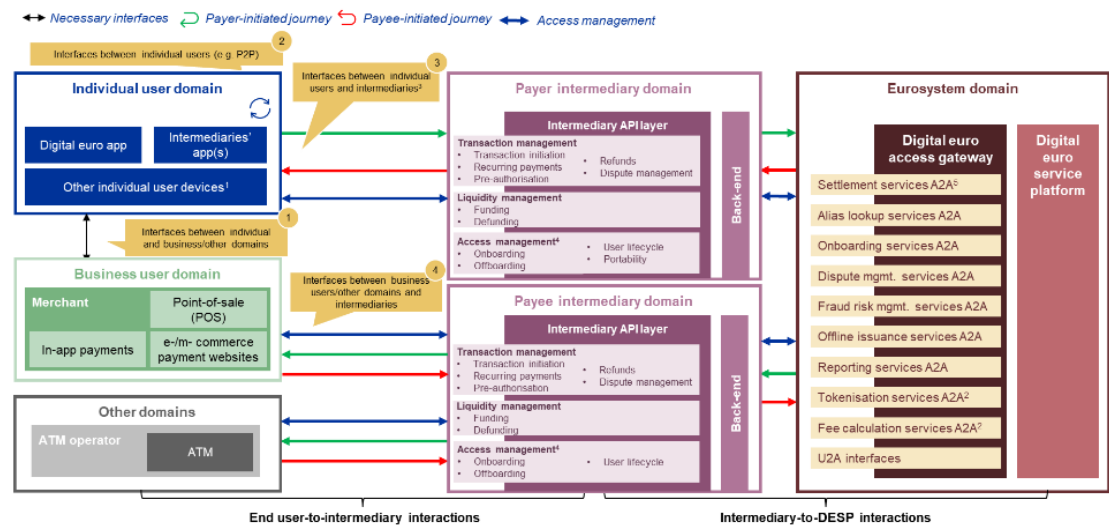 Necessary interfaces
Payer-initiated journey
Payee-initiated journey
Access management
2
Interfaces between individual users (e.g. P2P)
3
Interfaces between individual
users and intermediaries³
Individual user domain
Digital euro app
Intermediaries'
app(s)
Other individual user devices¹
1
Interfaces between individual
and business/other domains
Business user domain
Merchant
Point-of-sale
(POS)
In-app payments
e-/m- commerce
payment websites
4
Interfaces between business
users/other domains and
intermediaries
Other domains
ATM operator
ATM
Payer intermediary domain
Intermediary API layer
Transaction management
• Transaction initiation
• Recurring payments
• Pre-authorisation
• Refunds
• Dispute management
Liquidity management
• Funding
• Defunding
Access management⁴
• Onboarding
• Offboarding
• User lifecycle
• Portability
Back-end
Payee intermediary domain
Intermediary API layer
Transaction management
• Transaction initiation
• Recurring payments
• Pre-authorisation
• Refunds
• Dispute management
Liquidity management
• Funding
• Defunding
Access management⁴
• Onboarding
• Offboarding
• User lifecycle
Back-end
Eurosystem domain
Digital euro
access gateway
Digital
euro
service
platform
Settlement services A2A⁵
Alias lookup services A2A
Onboarding services A2A
Dispute mgmt. services A2A
Fraud risk mgmt. services A2A
Offline issuance services A2A
Reporting services A2A
Tokenisation services A2A²
Fee calculation services A2A²
U2A interfaces
End user-to-intermediary interactions
Intermediary-to-DESP interactions